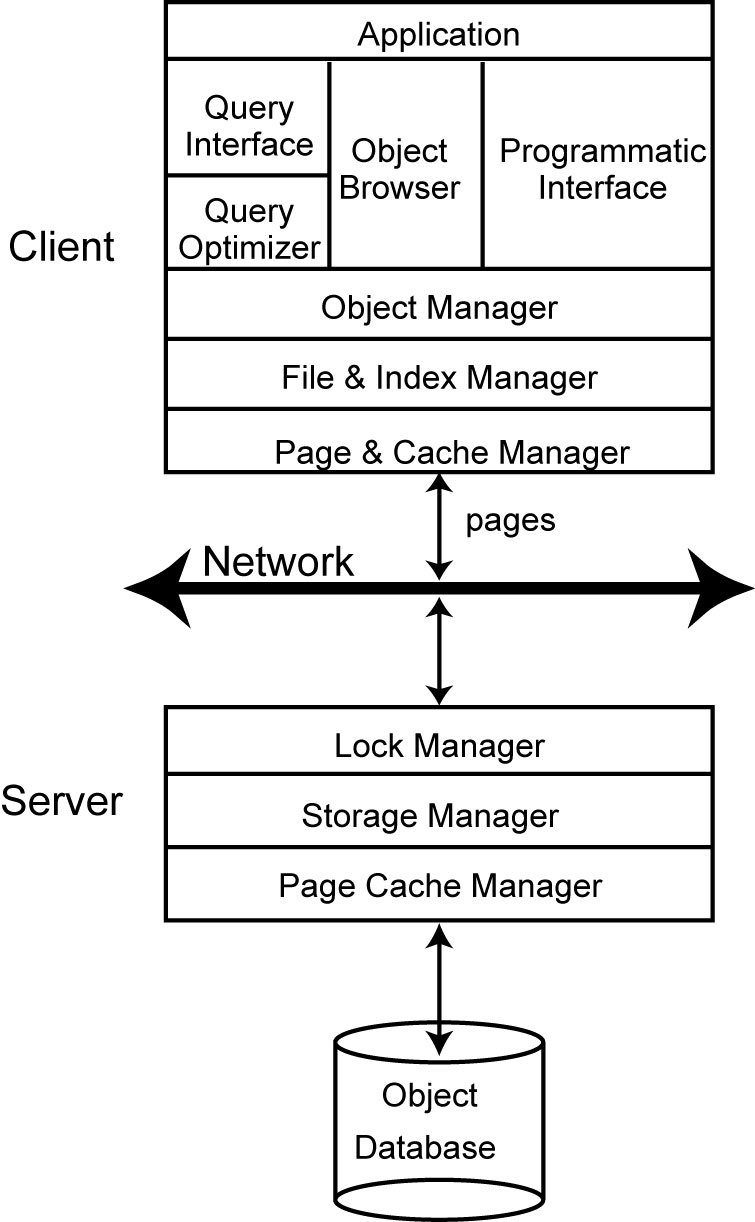 Application
Query
Interface
Object
Browser
Programmatic
Interface
Query
Optimizer
Client
Object Manager
File & Index Manager
Page & Cache Manager
pages
Network
Lock Manager
Server
Storage Manager
Page Cache Manager
Object
Database